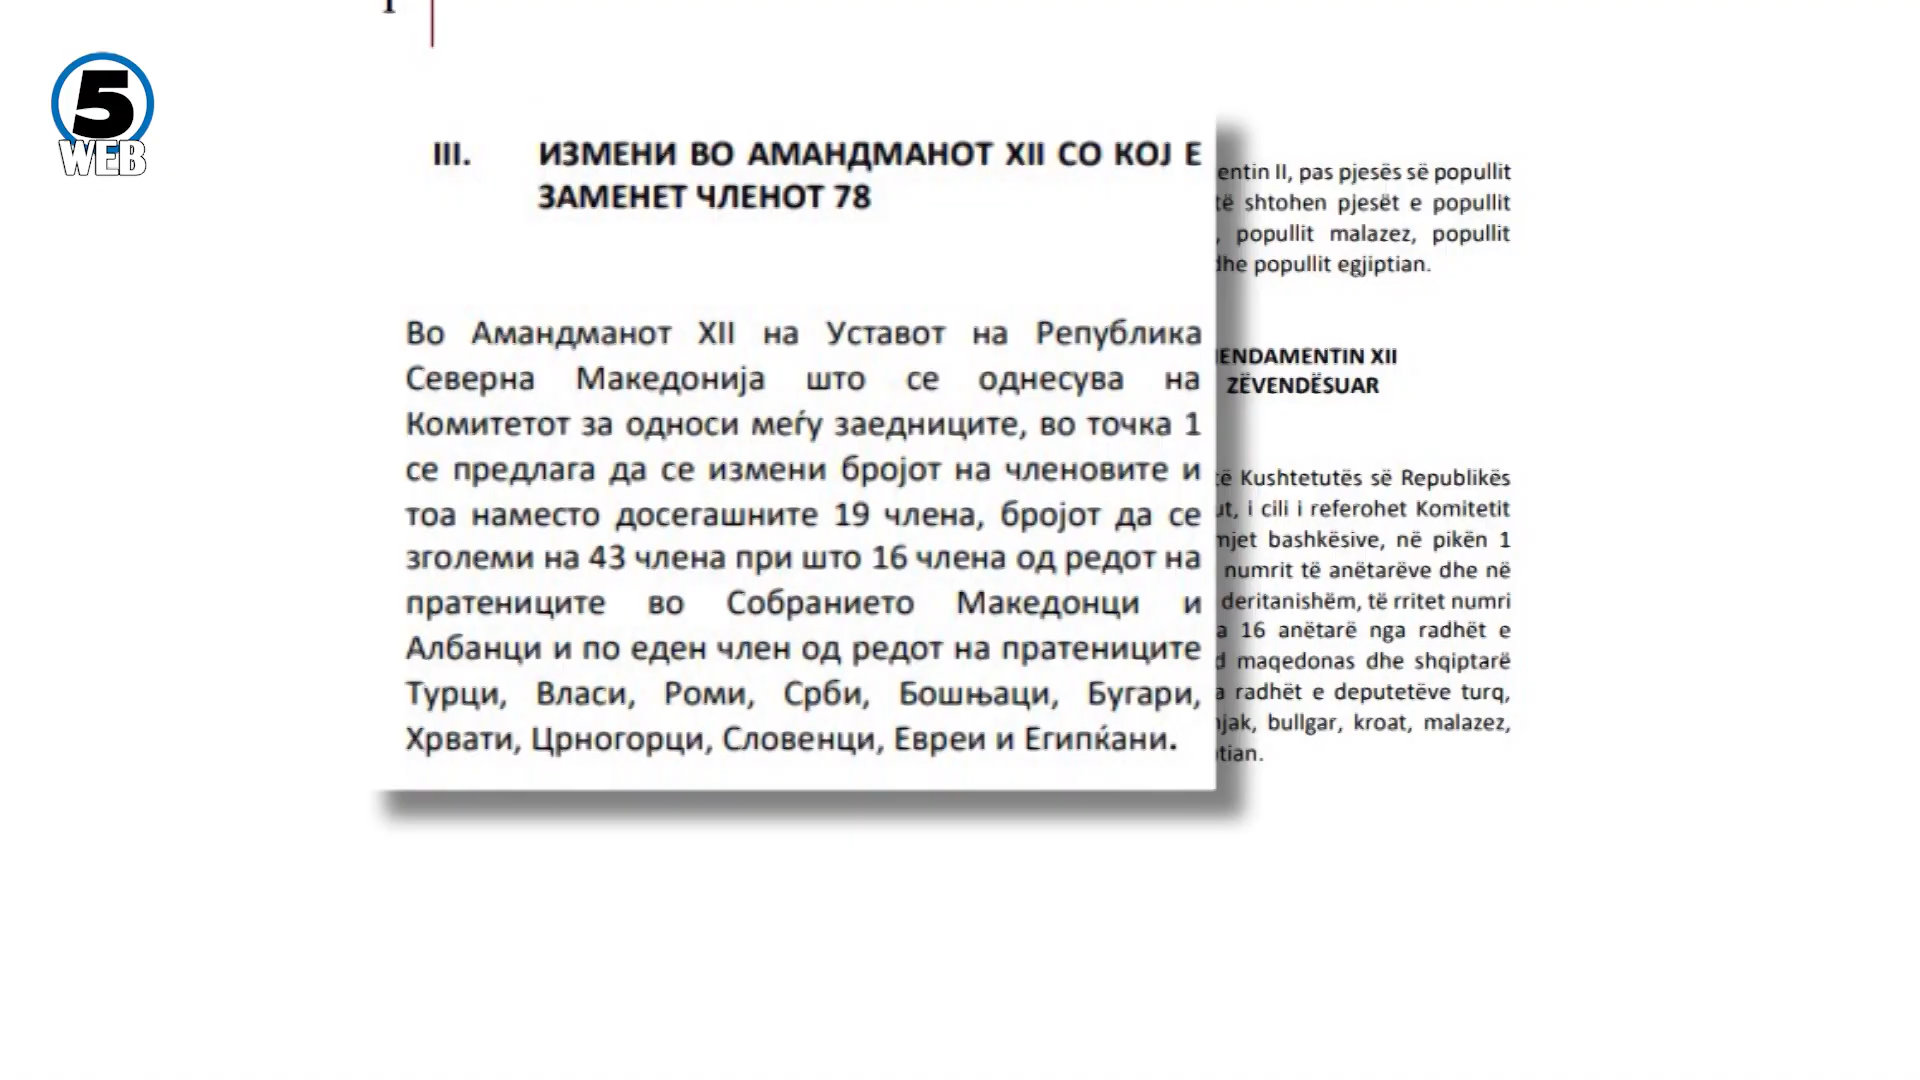 5
WEB
III. ИЗМЕНИ ВО АМАНДМАНОТ XII СО КОЈ Е
ЗАМЕНЕТ ЧЛЕНОТ 78
Во Амандманот XII на Уставот на Република
Северна Македонија што се однесува на
Комитетот за односи меѓу заедниците, во точка 1
се предлага да се измени бројот на членовите и
тоа наместо досегашните 19 члена, бројот да се
зголеми на 43 члена при што 16 члена од редот на
пратениците во Собранието Македонци и
Албанци и по еден член од редот на пратениците
Турци, Власи, Роми, Срби, Бошњаци, Бугари,
Хрвати, Црногорци, Словенци, Евреи и Египќани.
entin II, pas pjesës së popullit
të shtohen pjesët e popullit
, popullit malazez, popullit
dhe popullit egjiptian.
ENDAMENTIN XII
ZËVENDËSUAR
të Kushtetutës së Republikës
ut, i cili i referohet Komitetit
mjet bashkësive, në pikën 1
numrit të anëtarëve dhe në
deritanishëm, të rritet numri
a 16 anëtarë nga radhët e
d maqedonas dhe shqiptarë
a radhët e deputetëve turq,
njak, bullgar, kroat, malazez,
tian.